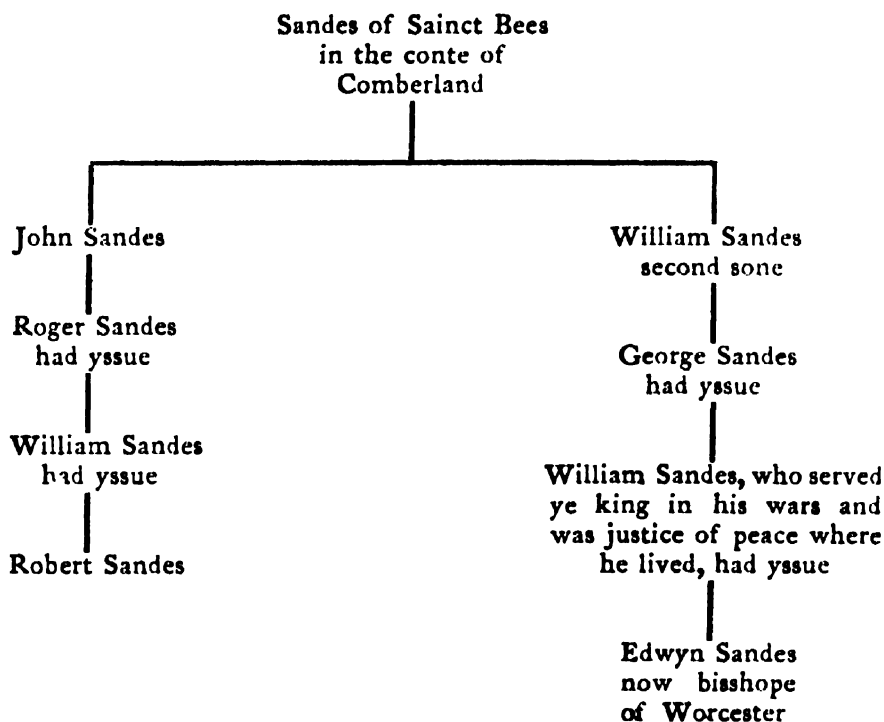 Sandes of Sainct Bees
in the conte of
Comberland
John Sandes
Roger Sandes
had yssue
William Sandes
had yssue
Robert Sandes
William Sandes
second sone
George Sandes
had yssue
William Sandes, who served
ye king in his wars and
was justice of peace where
he lived, had yssue
Edwyn Sandes
now bisshope
of Worcester